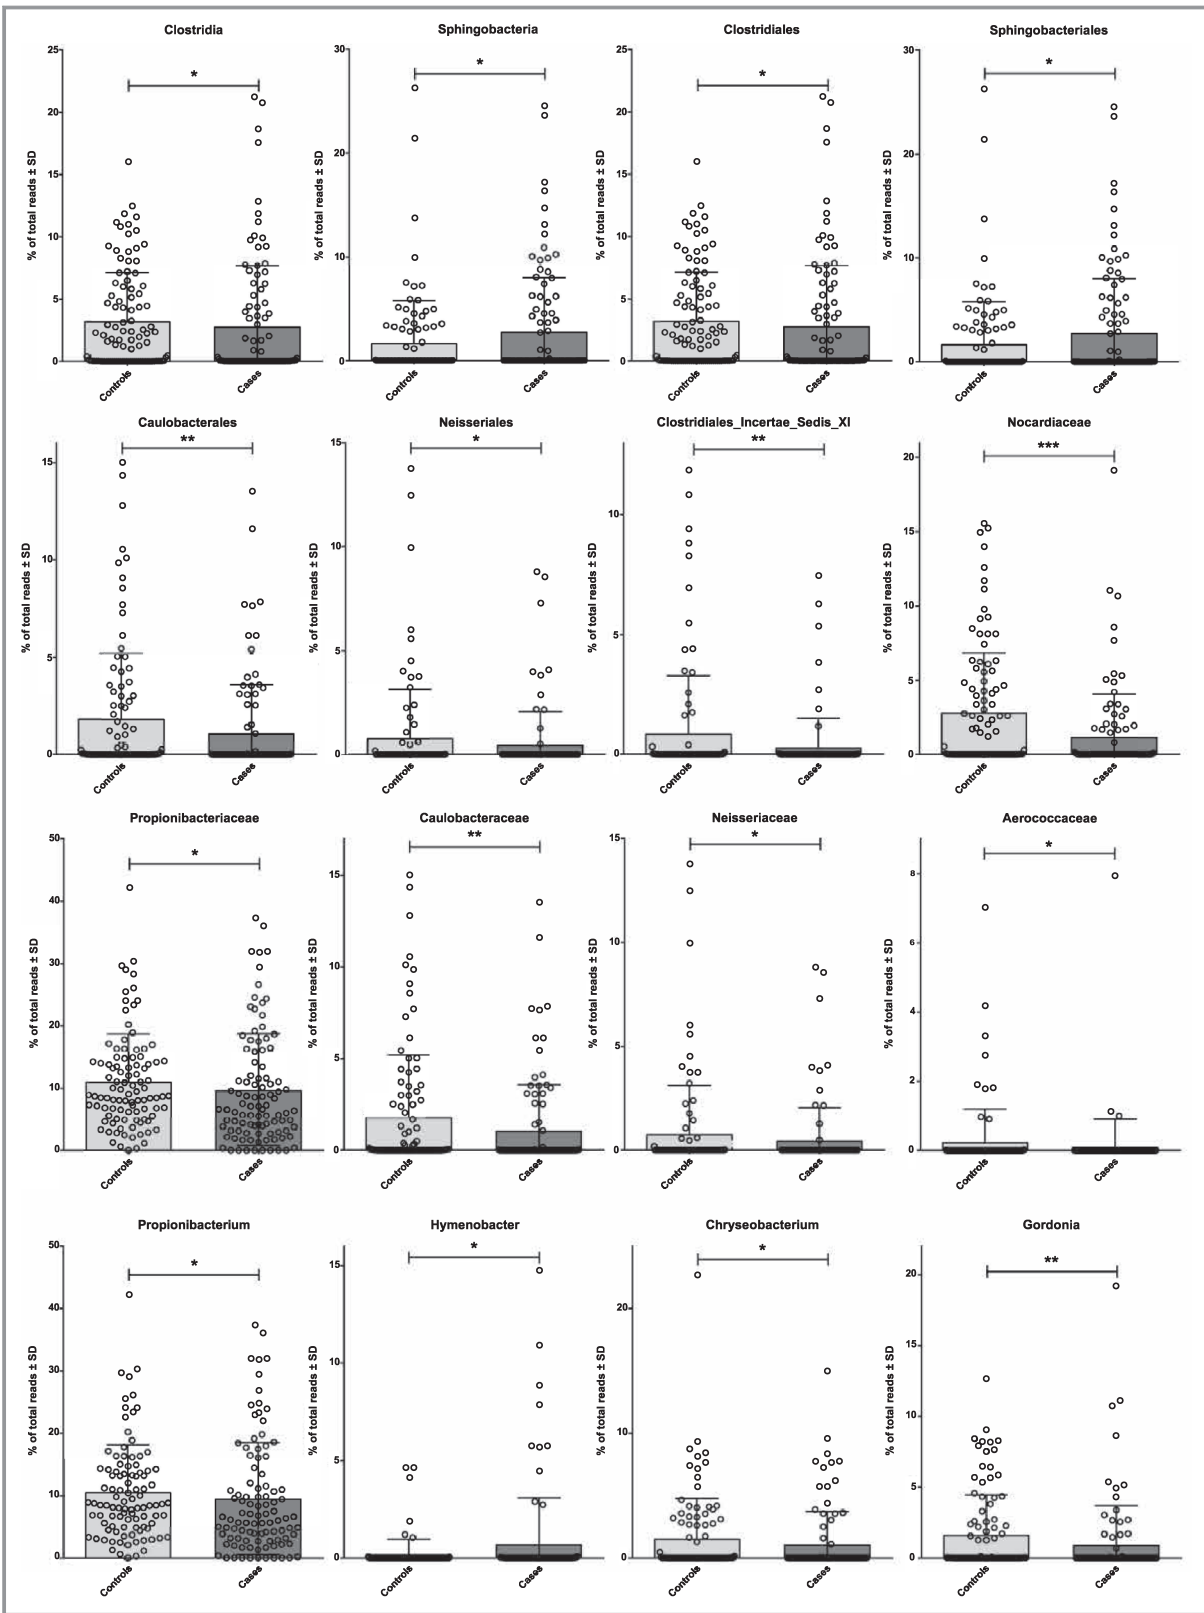 Clostridia
Sphingobacteria
Clostridiales
Sphingobacteriales
% of total reads ± SD
25
20
15
10
5
0
*
Controls
Cases
% of total reads ± SD
30
20
10
0
*
Controls
Cases
% of total reads ± SD
25
20
15
10
5
0
*
Controls
Cases
% of total reads ± SD
30
20
10
0
*
Controls
Cases
Caulobacterales
Neisseriales
Clostridiales_Incertae_Sedis_XI
Nocardiaceae
% of total reads ± SD
15
10
5
0
**
Controls
Cases
% of total reads ± SD
15
10
5
0
*
Controls
Cases
% of total reads ± SD
10
5
0
**
Controls
Cases
% of total reads ± SD
20
15
10
5
0
***
Controls
Cases
Propionibacteriaceae
Caulobacteraceae
Neisseriaceae
Aerococcaceae
% of total reads ± SD
50
40
30
20
10
0
*
Controls
Cases
% of total reads ± SD
15
10
5
0
**
Controls
Cases
% of total reads ± SD
15
10
5
0
*
Controls
Cases
% of total reads ± SD
8
6
4
2
0
*
Controls
Cases
Propionibacterium
Hymenobacter
Chryseobacterium
Gordonia
% of total reads ± SD
50
40
30
20
10
0
*
Controls
Cases
% of total reads ± SD
15
10
5
0
*
Controls
Cases
% of total reads ± SD
20
10
0
*
Controls
Cases
% of total reads ± SD
20
15
10
5
0
**
Controls
Cases